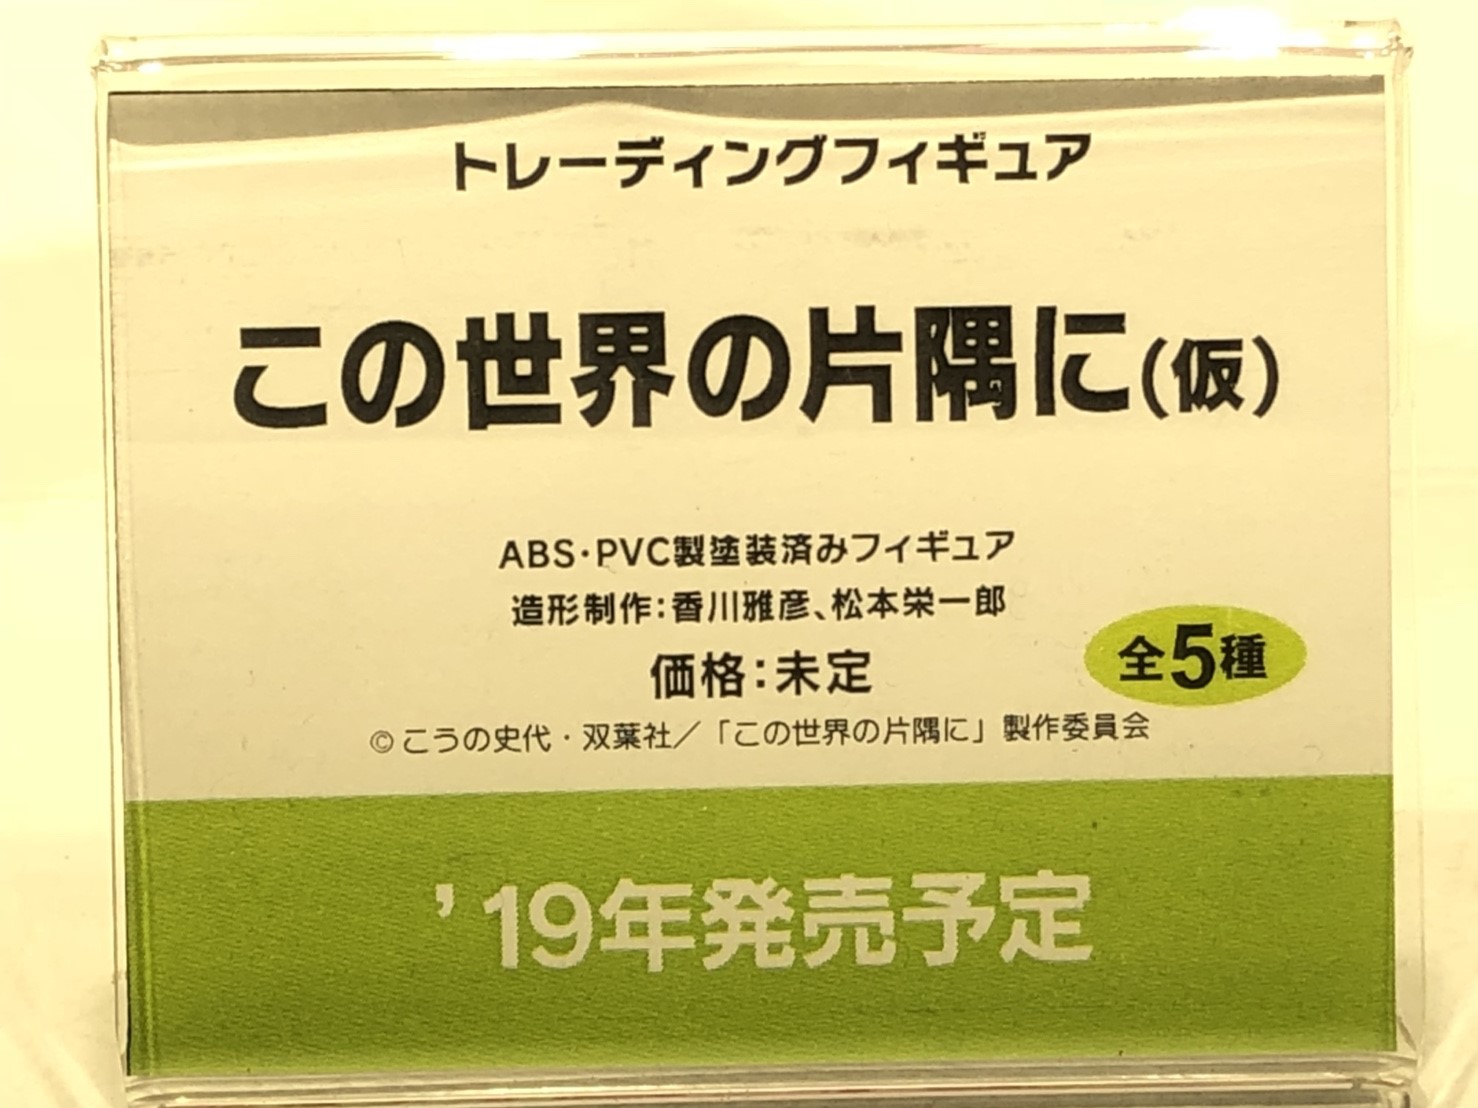 トレーディングフィギュア
この世界の片隅に(仮)
ABS･PVC製塗装済みフィギュア
造形制作：香川雅彦、松本栄一郎
価格：未定
全5種
©こうの史代・双葉社／「この世界の片隅に」製作委員会
’19年発売予定